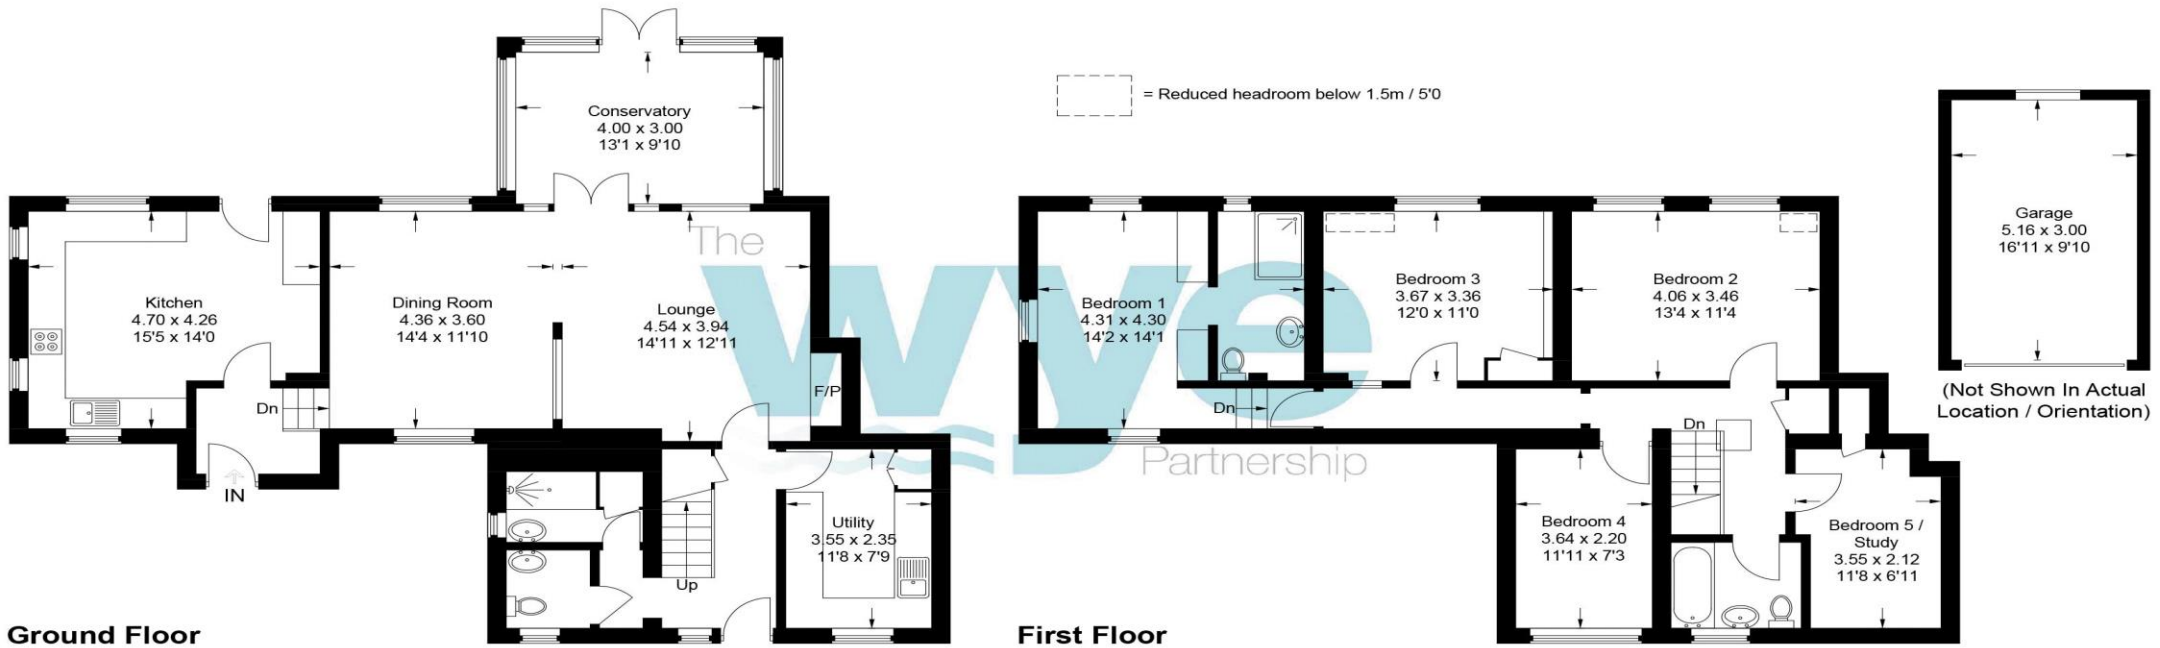 Conservatory
4.00 x 3.00
13'1 x 9'10
= Reduced headroom below 1.5m / 5'0
Kitchen
4.70 x 4.26
15'5 x 14'0
Dn
IN
Dining Room
4.36 x 3.60
14'4 x 11'10
Lounge
4.54 x 3.94
14'11 x 12'11
F/P
Up
Utility
3.55 x 2.35
11'8 x 7'9
Ground Floor
The
wye
Partnership
Bedroom 1
4.31 x 4.30
14'2 x 14'1
Dn
Bedroom 3
3.67 x 3.36
12'0 x 11'0
Bedroom 2
4.06 x 3.46
13'4 x 11'4
Dn
Bedroom 4
3.64 x 2.20
11'11 x 7'3
Bedroom 5 /
Study
3.55 x 2.12
11'8 x 6'11
First Floor
Garage
5.16 x 3.00
16'11 x 9'10
(Not Shown In Actual
Location / Orientation)